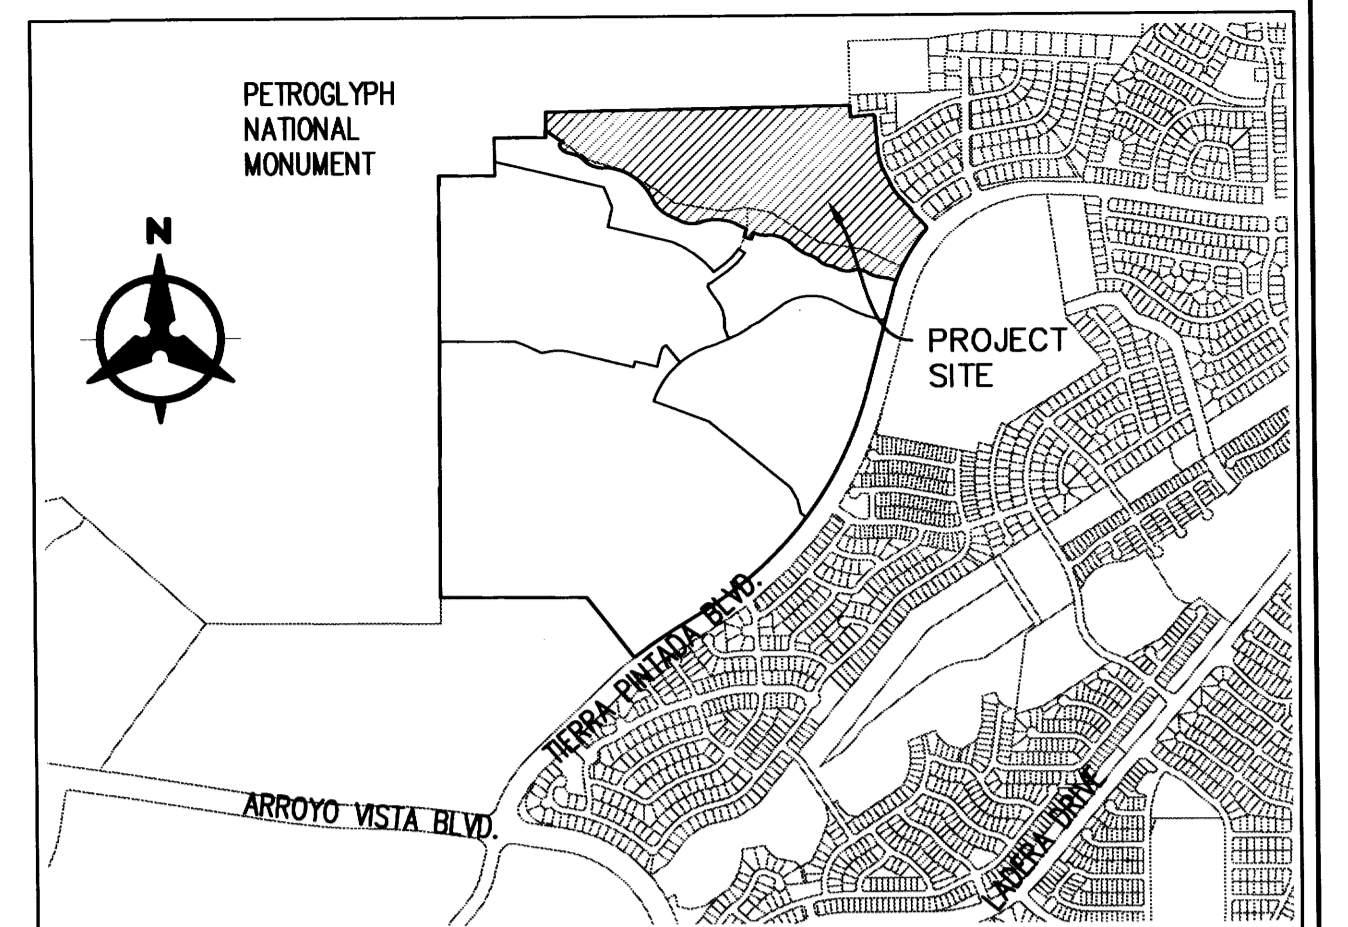 PETROGLYPH
NATIONAL
MONUMENT
N
PROJECT
SITE
TIERRA PINTADA BLVD.
ARROYO VISTA BLVD.
LADERA DRIVE